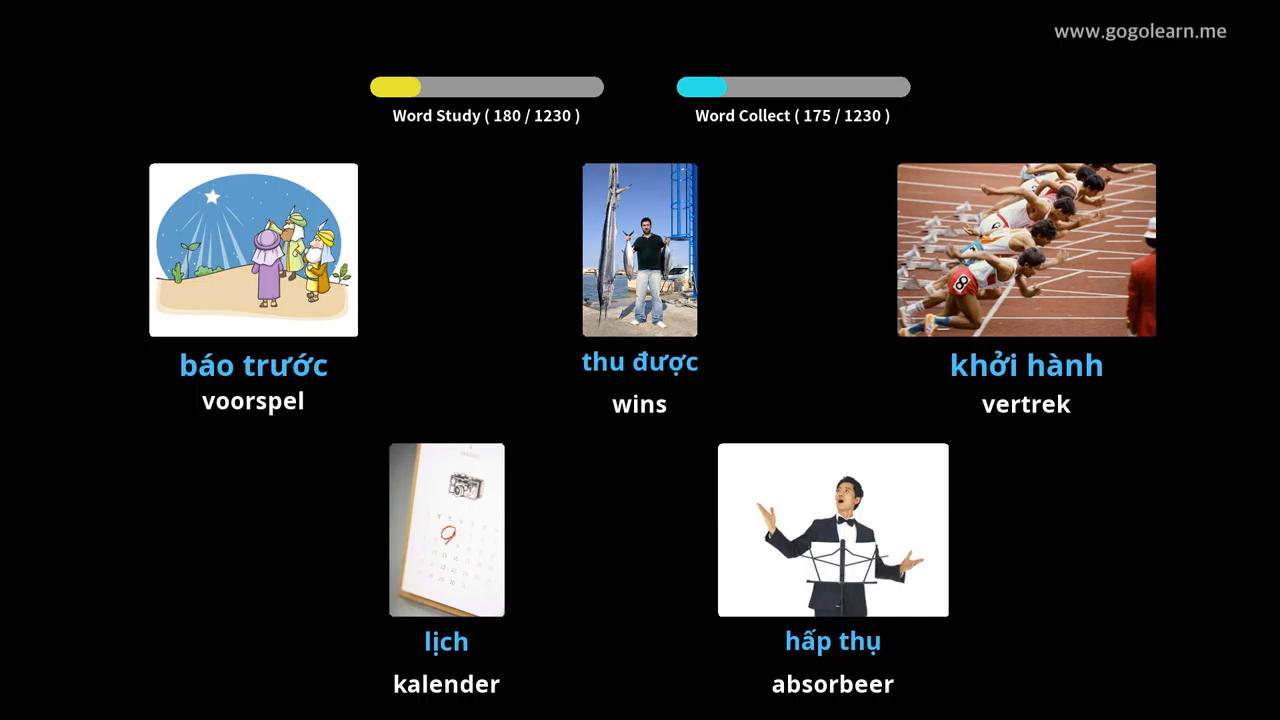 www.gogolearn.me
Word Study ( 180 / 1230 )
Word Collect ( 175 / 1230 )
báo trước
voorspel
thu được
wins
khởi hành
vertrek
8
lịch
kalender
hấp thụ
absorbeer